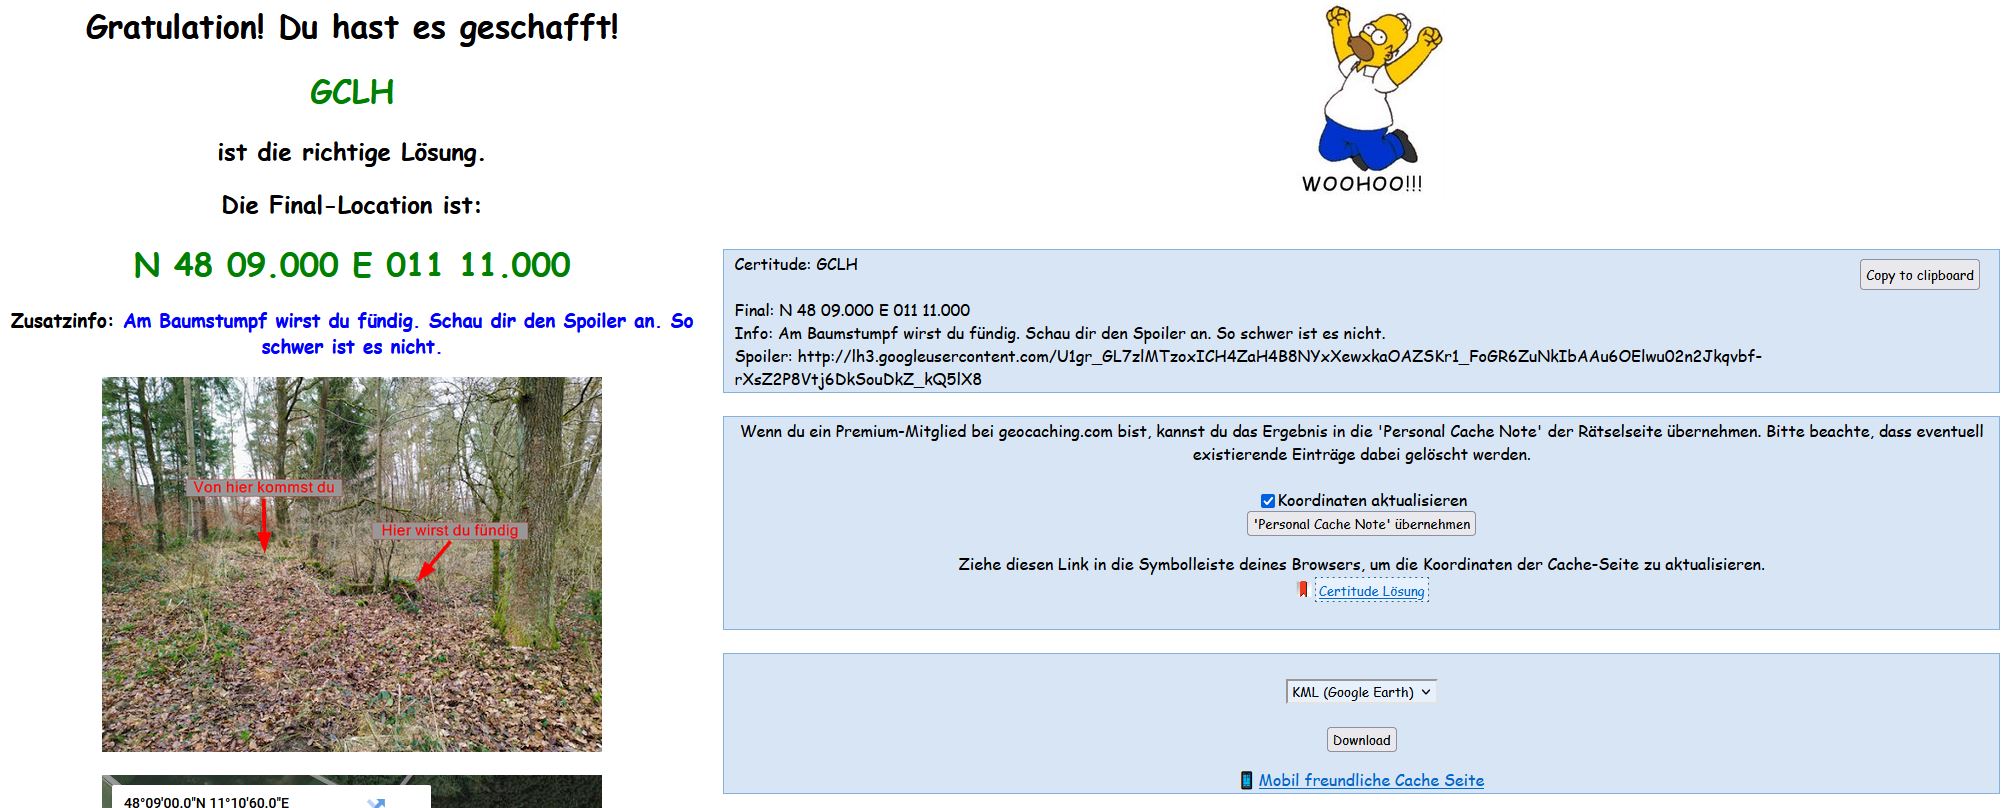 Gratulation! Du hast es geschafft!
GCLH
ist die richtige Lösung.
Die Final-Location ist:
N 48 09.000 E 011 11.000
Zusatzinfo: Am Baumstumpf wirst du fündig. Schau dir den Spoiler an. So
schwer ist es nicht.
Von hier kommst du
Hier wirst du fündig
48°09'00.0"N 11°10'60.0"E
WOOHOO!!!
Certitude: GCLH
Copy to clipboard
Final: N 48 09.000 E 011 11.000
Info: Am Baumstumpf wirst du fündig. Schau dir den Spoiler an. So schwer ist es nicht.
Spoiler: http://lh3.googleusercontent.com/U1gr_GL7zlMTzoxICH4ZaH4B8NYxXewxkaOAZSKr1_FoGR6ZuNkIbAAu6OElwu02n2Jkqvbf-
rXsZ2P8Vtj6DkSouDkZ_kQ5lX8
Wenn du ein Premium-Mitglied bei geocaching.com bist, kannst du das Ergebnis in die 'Personal Cache Note' der Rätselseite übernehmen. Bitte beachte, dass eventuell
existierende Einträge dabei gelöscht werden.
Koordinaten aktualisieren
'Personal Cache Note' übernehmen
Ziehe diesen Link in die Symbolleiste deines Browsers, um die Koordinaten der Cache-Seite zu aktualisieren.
Certitude Lösung
KML (Google Earth)
Download
Mobil freundliche Cache Seite